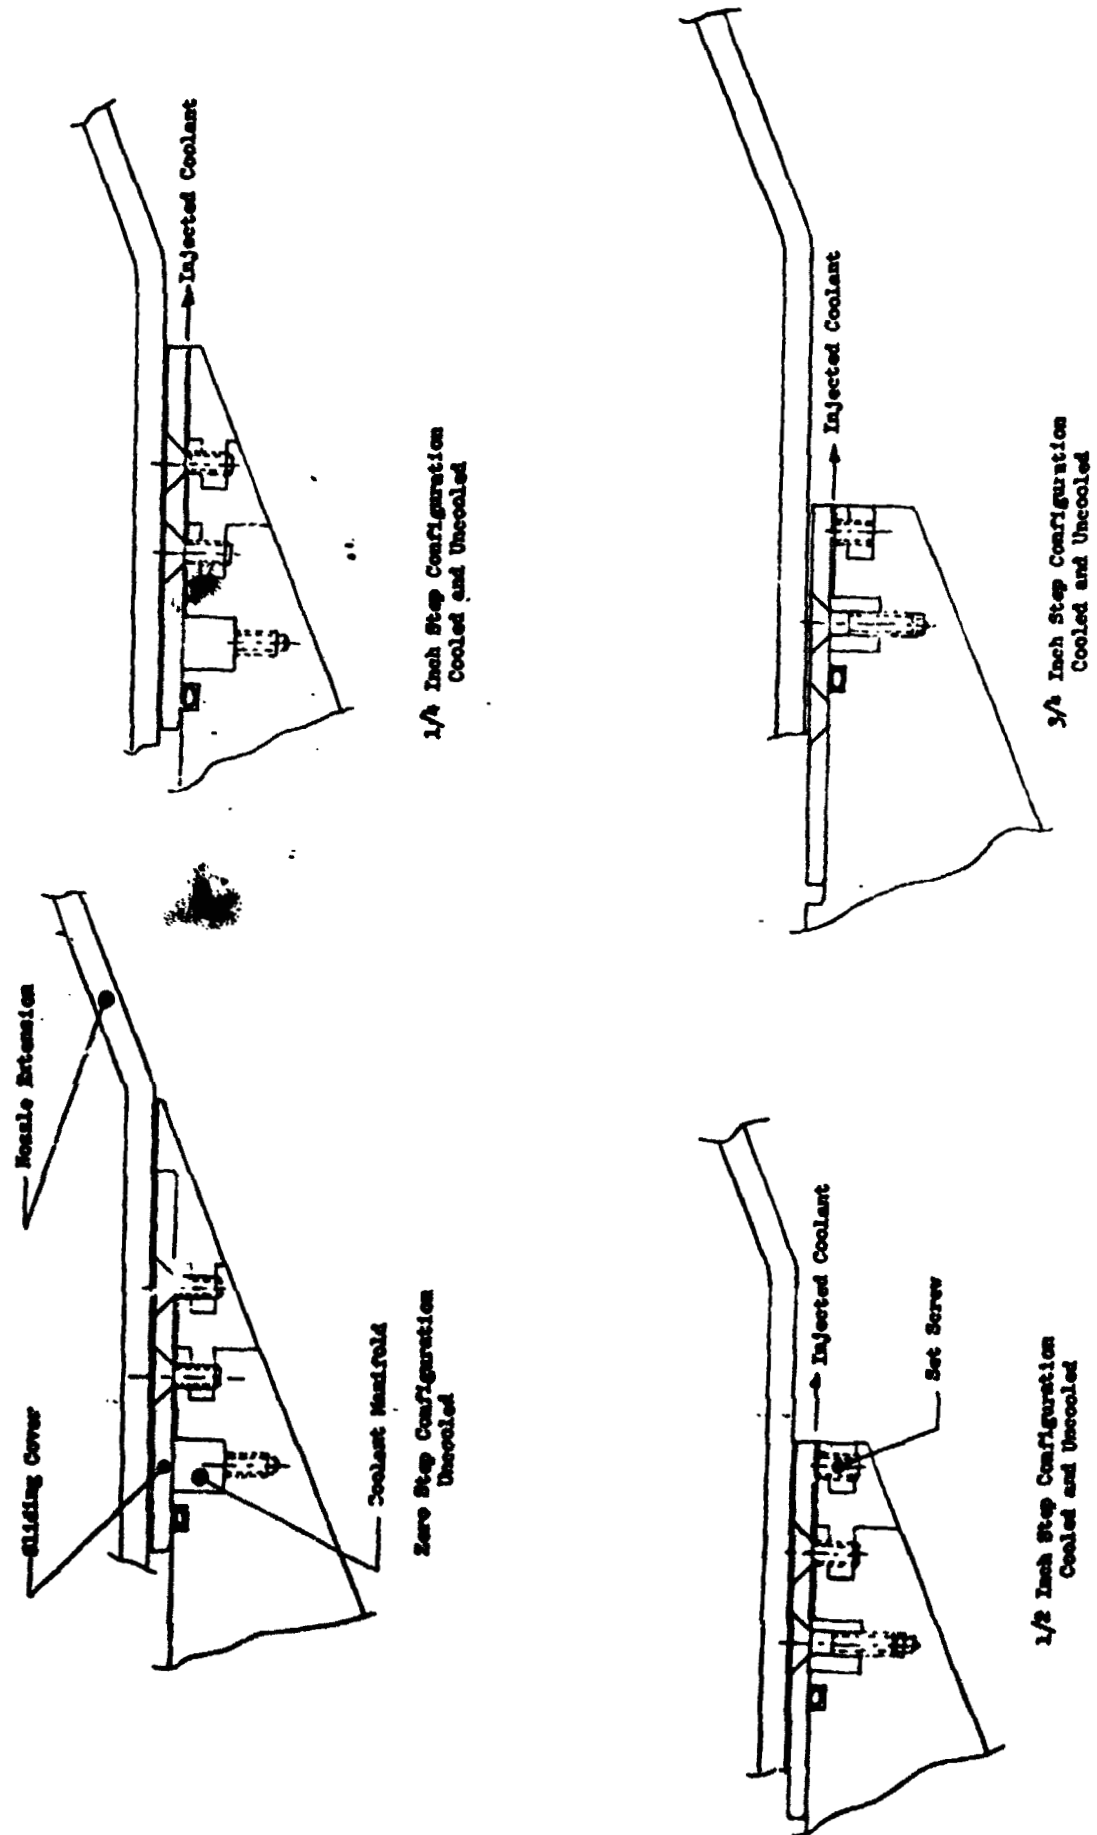 Nozzle Extension
Sliding Cover
Coolant Manifold
Zero Step Configuration
Uncooled
Injected Coolant
1/4 Inch Step Configuration
Cooled and Uncooled
Injected Coolant
Set Screw
1/2 Inch Step Configuration
Cooled and Uncooled
Injected Coolant
3/4 Inch Step Configuration
Cooled and Uncooled